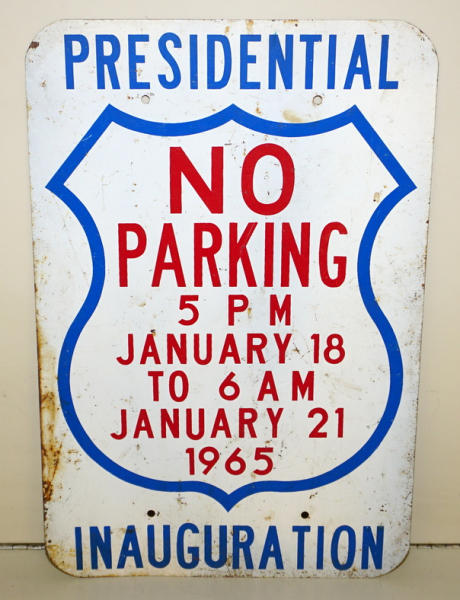 PRESIDENTIAL
NO
PARKING
5 PM
JANUARY 18
TO 6 AM
JANUARY 21
1965
INAUGURATION